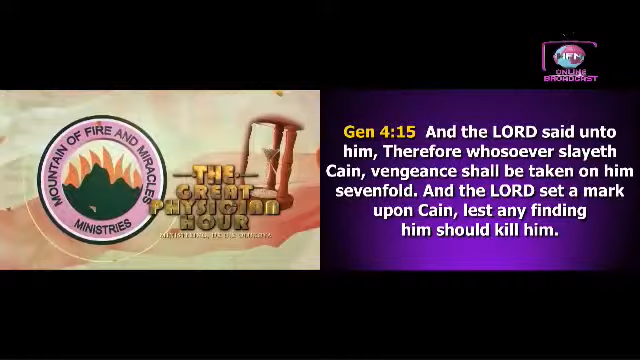 ONLINE
BROADCAST
MOUNTAIN OF FIRE AND MIRACLES
MINISTRIES
THE
GREAT
PHYSICIAN
HOUR
Gen 4:15 And the LORD said unto
him, Therefore whosoever slayeth
Cain, vengeance shall be taken on him
sevenfold. And the LORD set a mark
upon Cain, lest any finding
him should kill him.